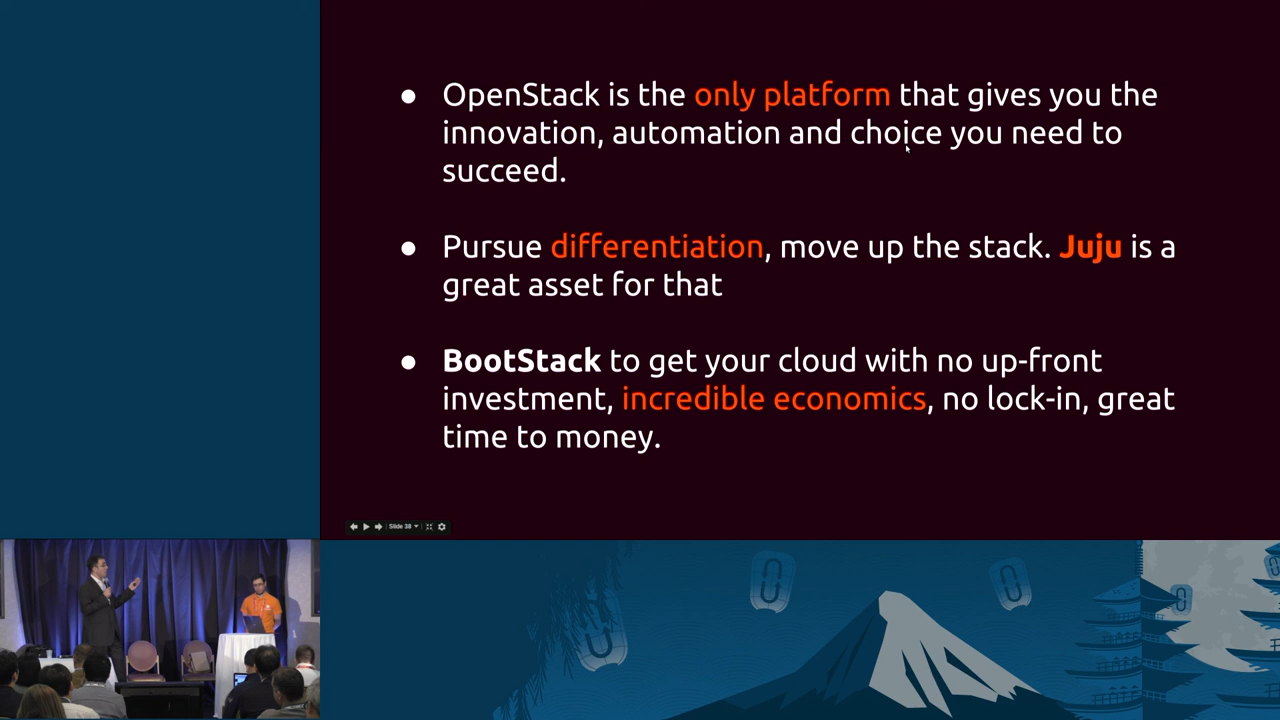 ● OpenStack is the only platform that gives you the
innovation, automation and choice you need to
succeed.
● Pursue differentiation, move up the stack. Juju is a
great asset for that
● BootStack to get your cloud with no up-front
investment, incredible economics, no lock-in, great
time to money.
Slide 38